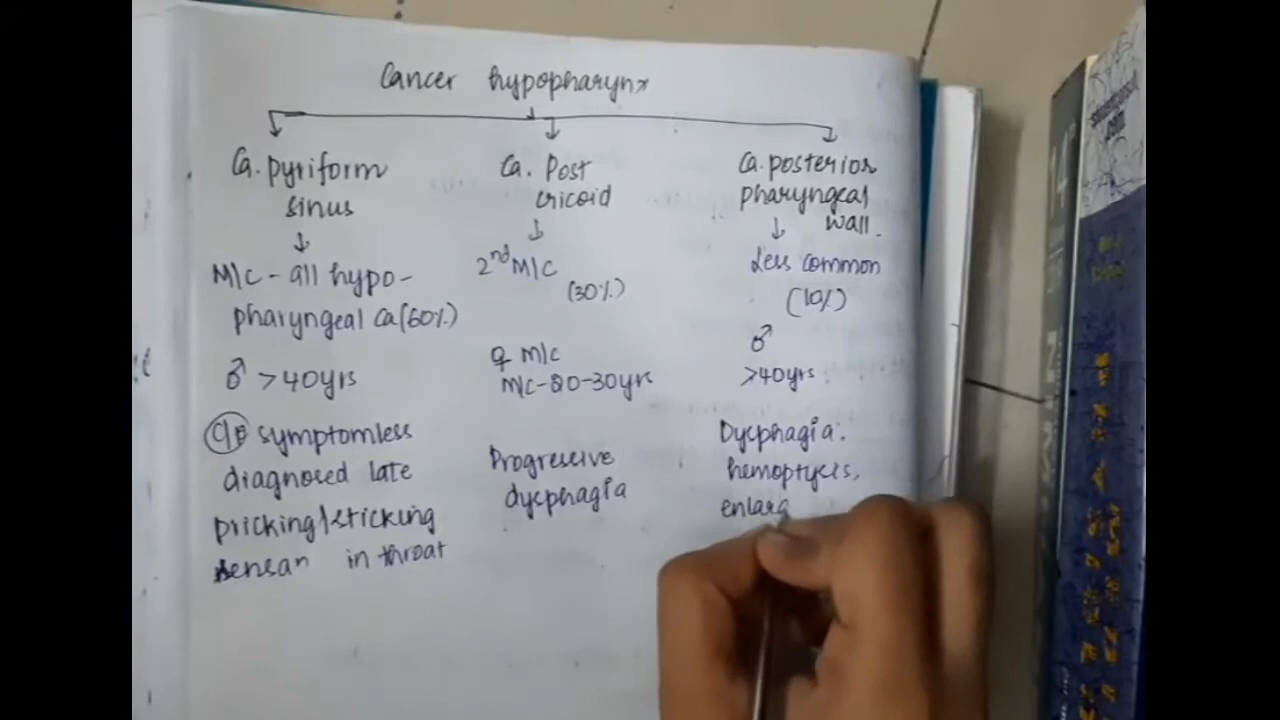 Cancer hypopharynx
Ca. pyriform
sinus
M/c - all hypo-
pharyngeal Ca (60%)
♂ >40yrs
symptomless
diagnosed late
pricking/sticking
sensan in throat
Ca. Post
cricoid
2nd M/c
(30%)
♀ M/c
M/c-20-30yrs
Progressive
dysphagia
Ca. posterior
pharyngeal
wall.
Less common
(10%)
♂
>40yrs
Dysphagia.
hemoptysis,
enlarg